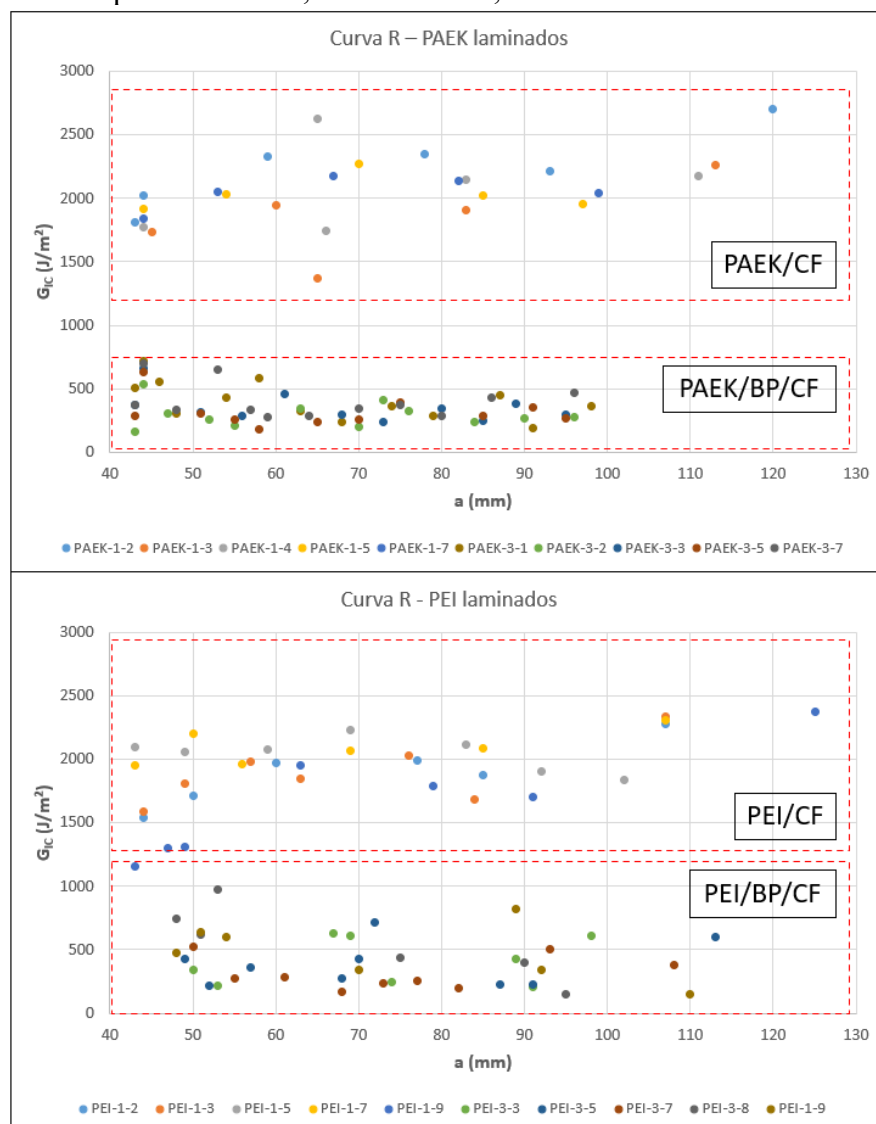 Curva R – PAEK laminados
3000
2500
2000
1500
1000
500
0
G_IC (J/m²)
PAEK/CF
PAEK/BP/CF
40 50 60 70 80 90 100 110 120 130
a (mm)
PAEK-1-2 PAEK-1-3 PAEK-1-4 PAEK-1-5 PAEK-1-7 PAEK-3-1 PAEK-3-2 PAEK-3-3 PAEK-3-5 PAEK-3-7
Curva R - PEI laminados
3000
2500
2000
1500
1000
500
0
G_IC (J/m²)
PEI/CF
PEI/BP/CF
40 50 60 70 80 90 100 110 120 130
a (mm)
PEI-1-2 PEI-1-3 PEI-1-5 PEI-1-7 PEI-1-9 PEI-3-3 PEI-3-5 PEI-3-7 PEI-3-8 PEI-1-9